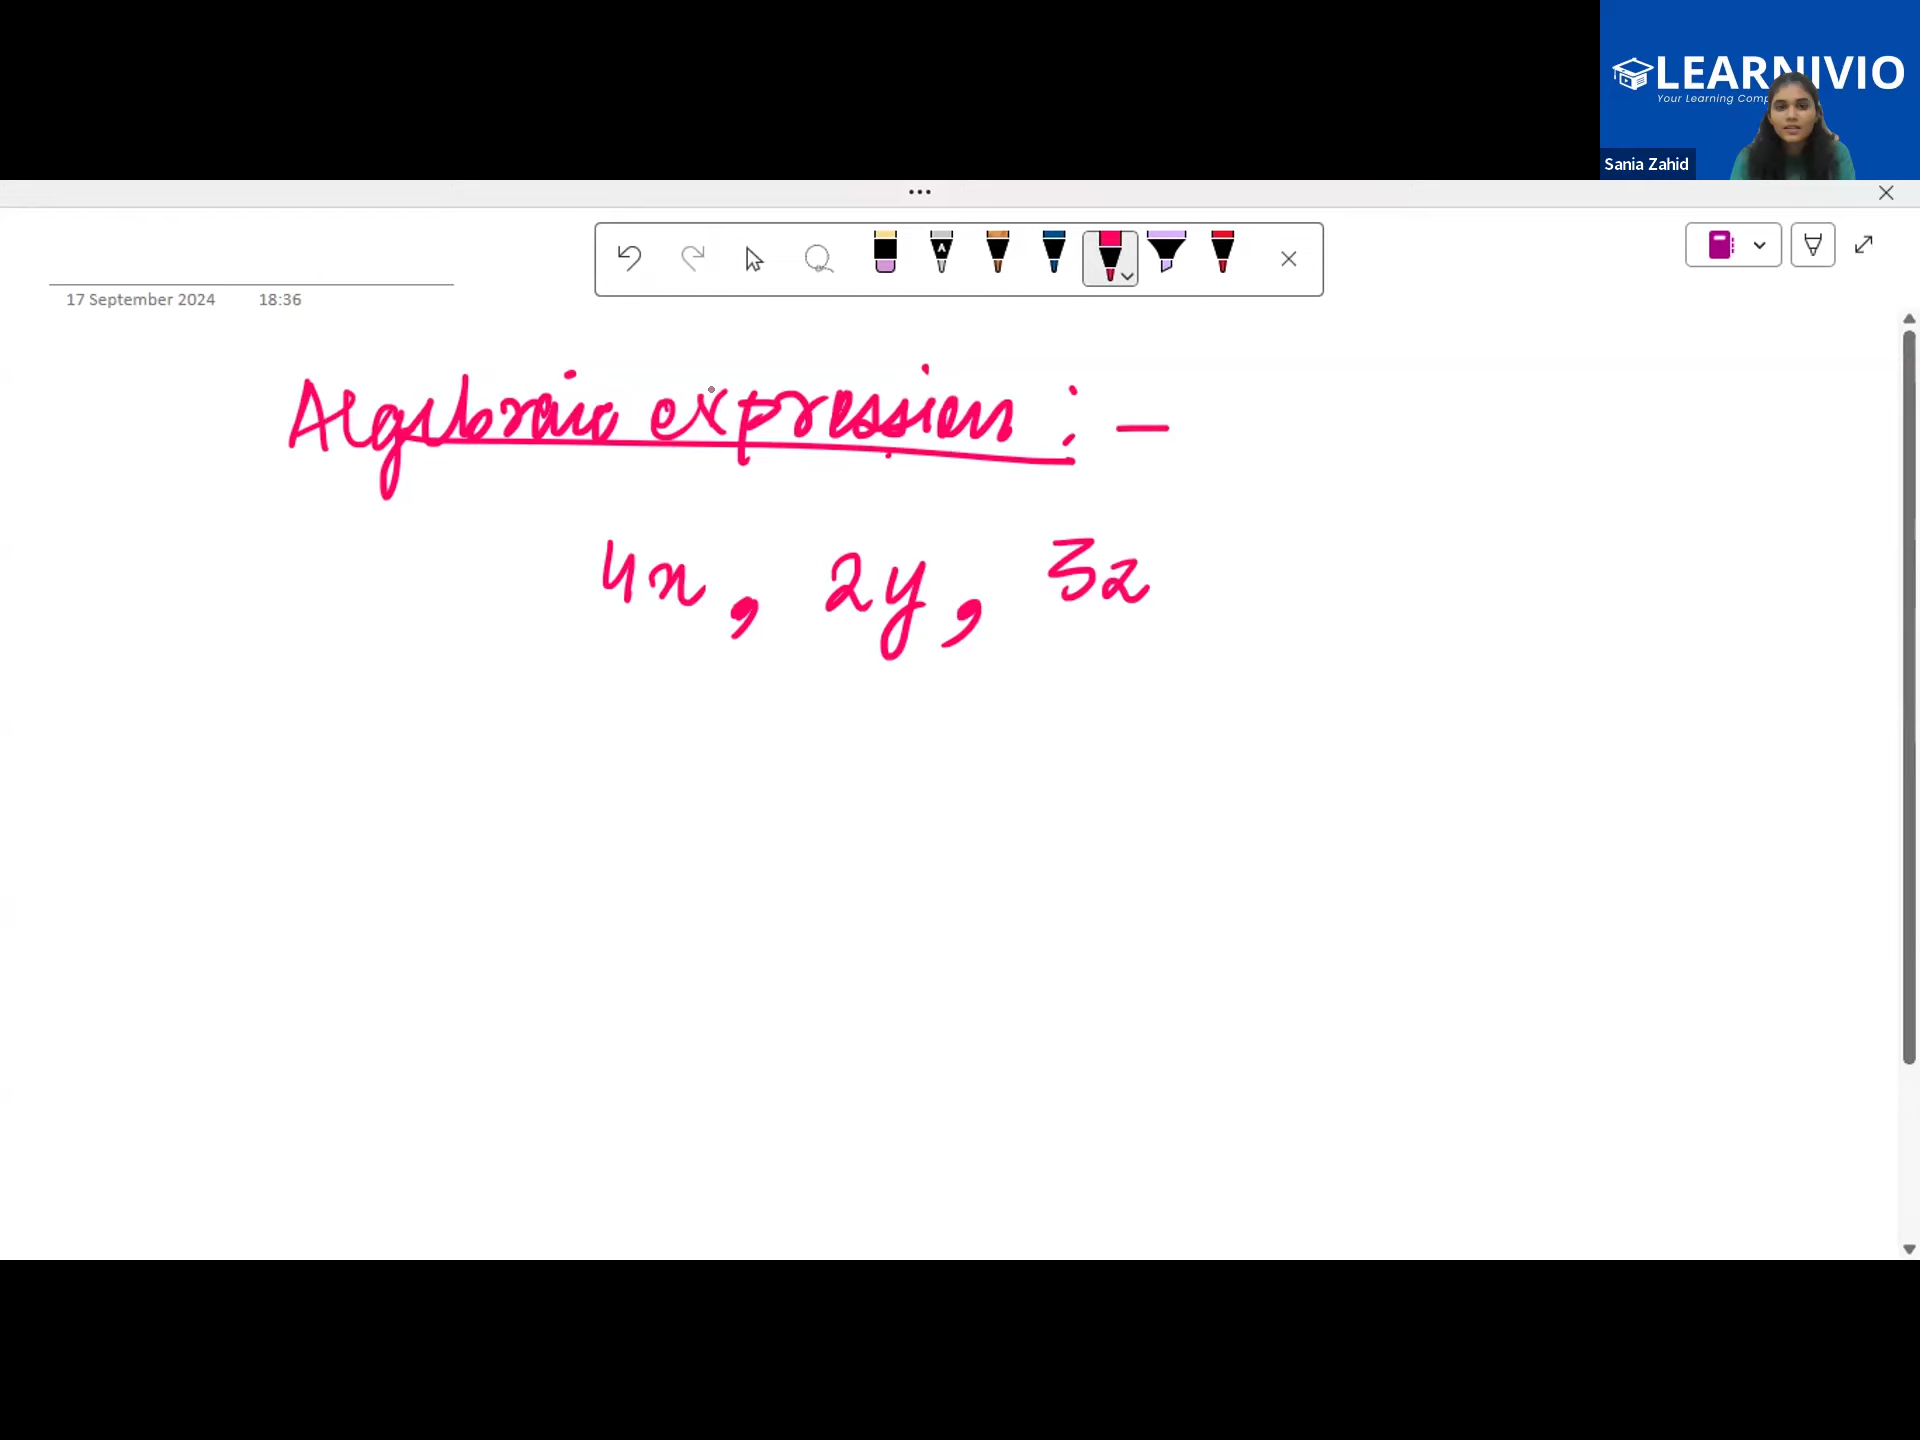 LEARNIVIO
Your Learning Comp
Sania Zahid
17 September 2024 18:36
Algebraic expression :-
4x, 2y, 3z